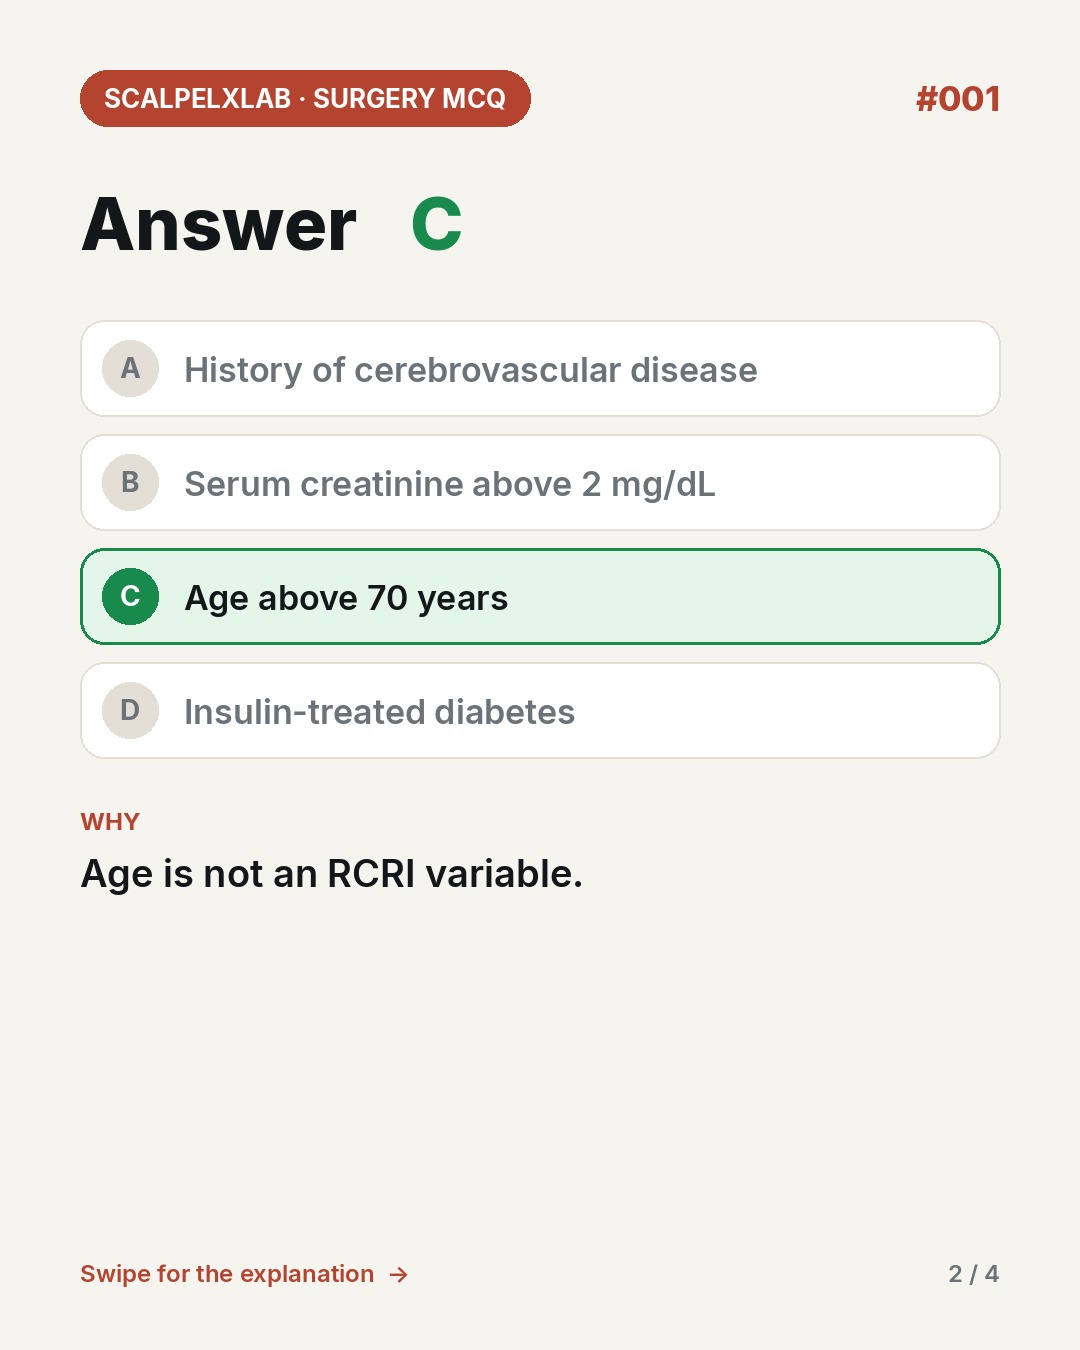 SCALPELXLAB · SURGERY MCQ
#001
Answer C
A History of cerebrovascular disease
B Serum creatinine above 2 mg/dL
C Age above 70 years
D Insulin-treated diabetes
WHY
Age is not an RCRI variable.
Swipe for the explanation →
2 / 4